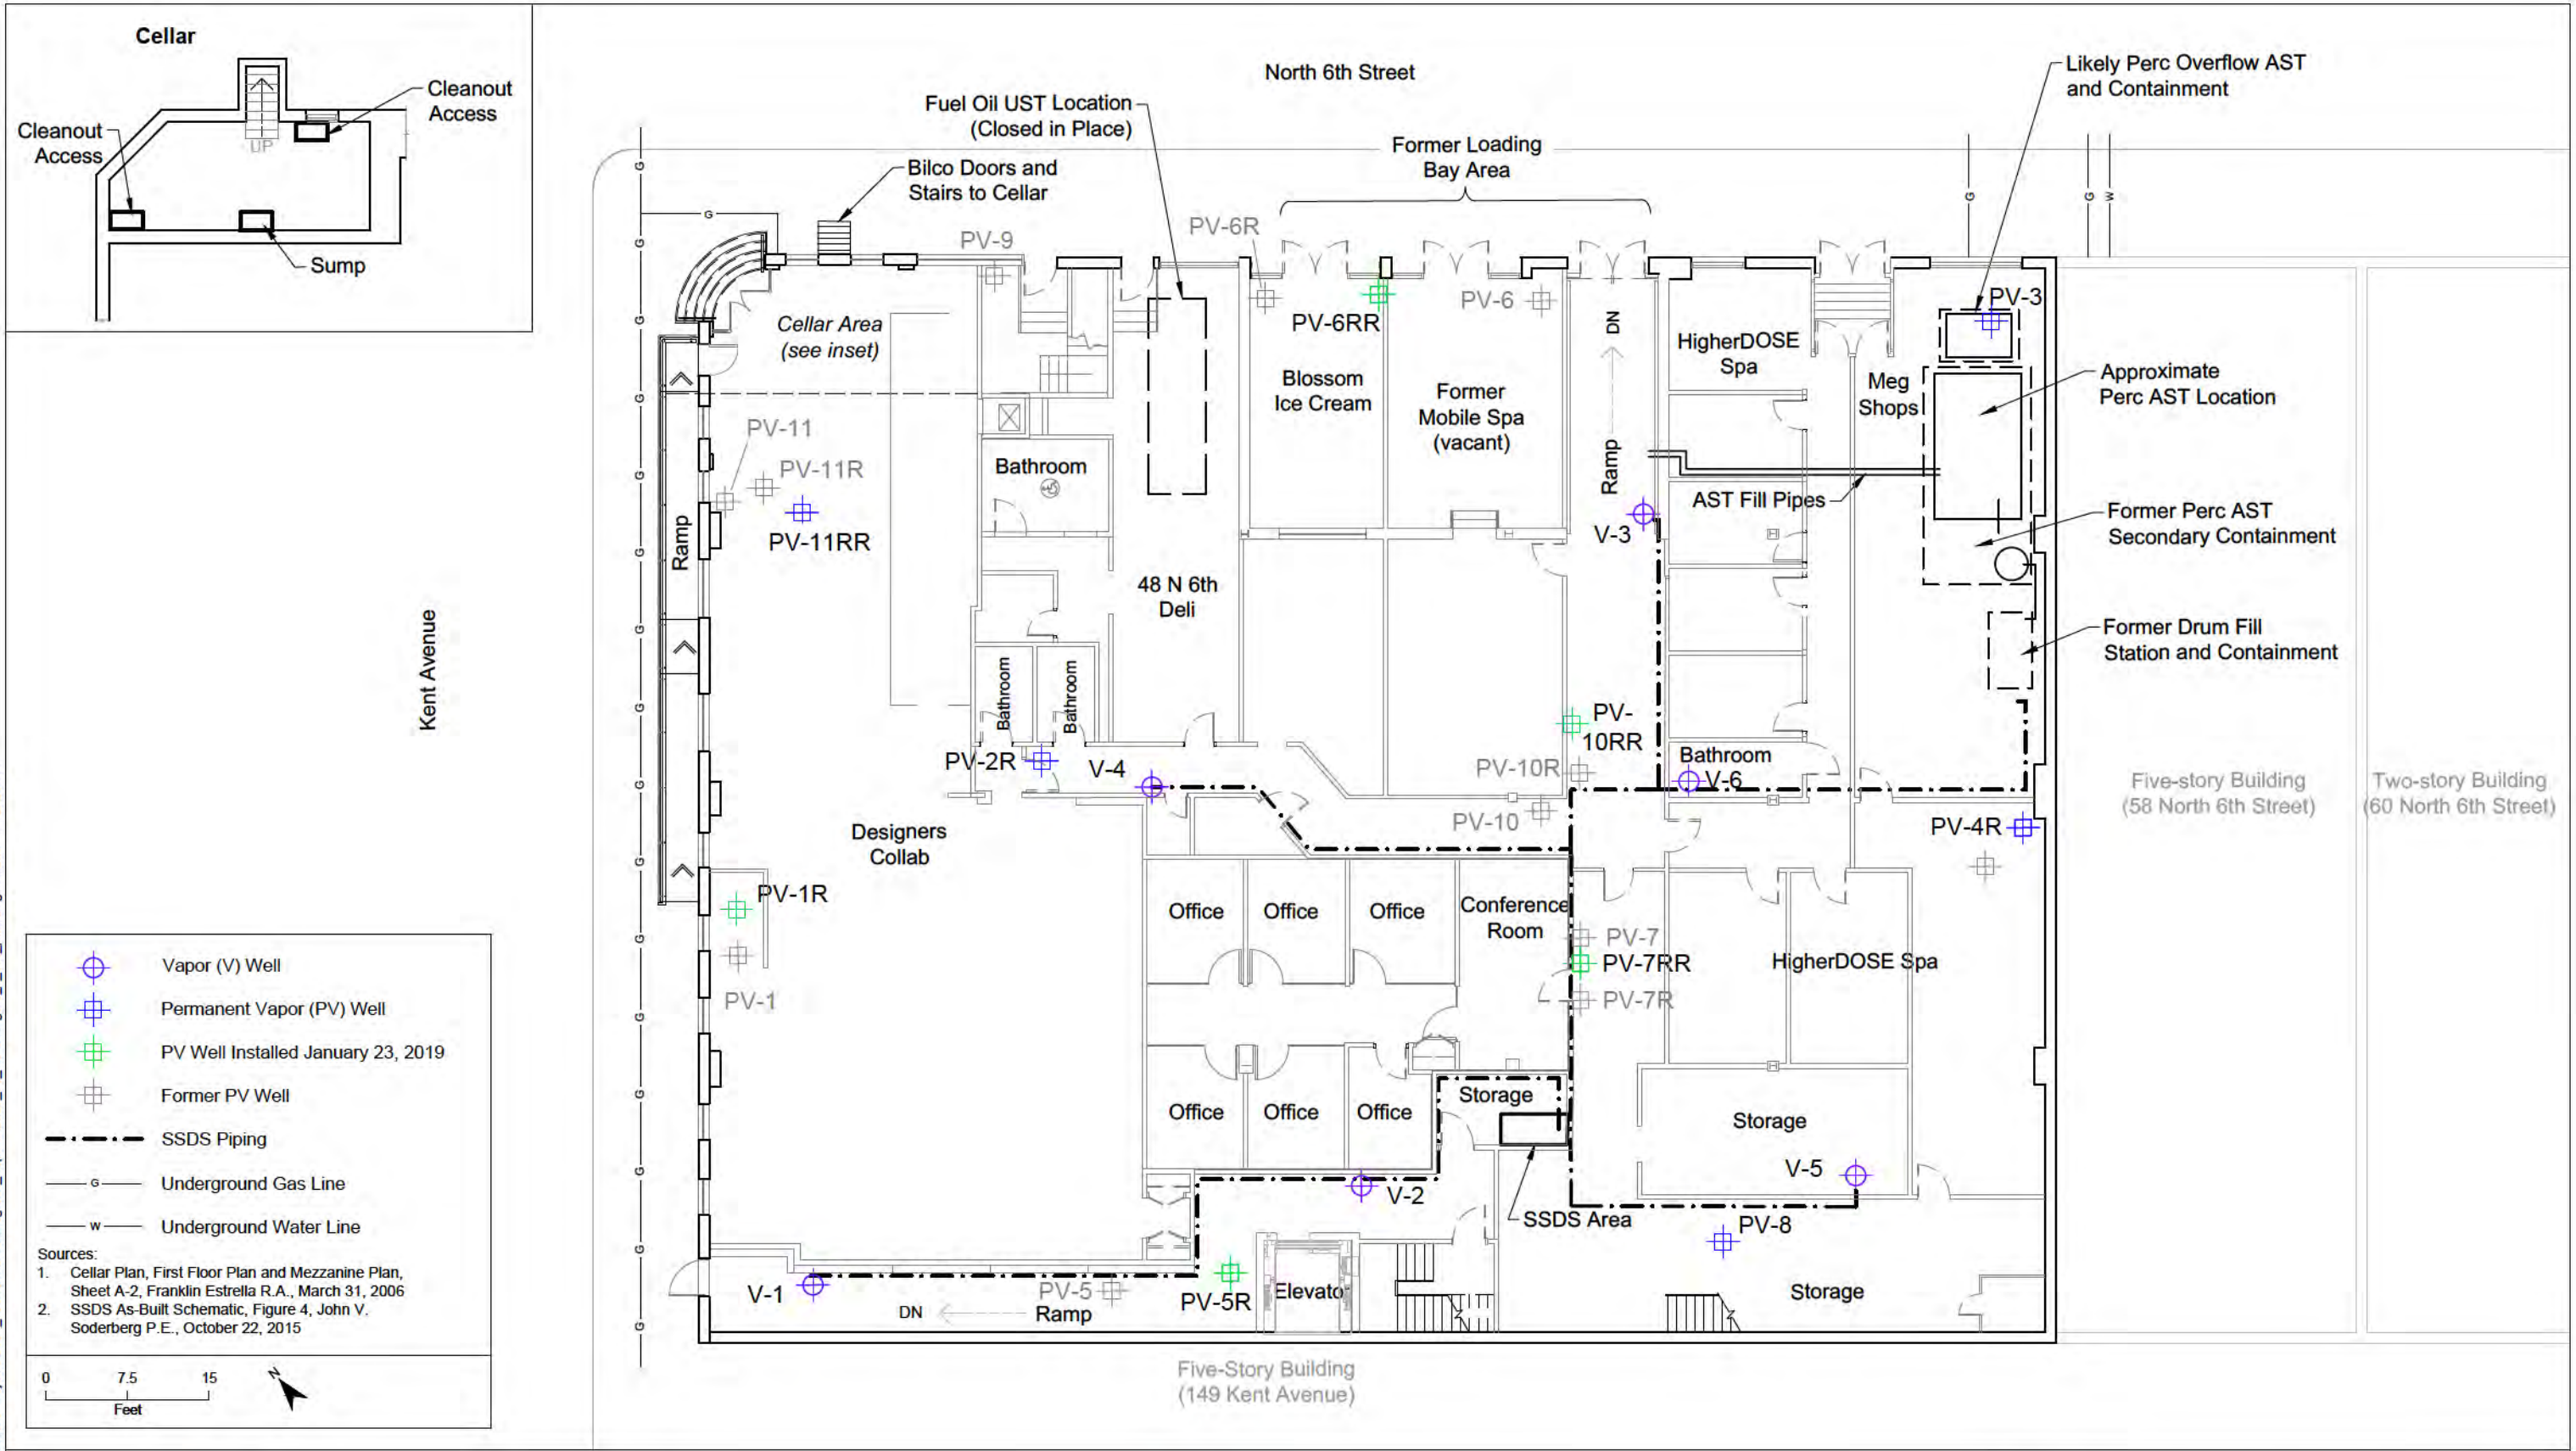 Cellar
Cleanout
Access
Cleanout
Access
UP
Sump
North 6th Street
Fuel Oil UST Location
(Closed in Place)
Bilco Doors and
Stairs to Cellar
Former Loading
Bay Area
Likely Perc Overflow AST
and Containment
G
G
G
W
PV-9
PV-6R
PV-6RR
PV-6
PV-3
Cellar Area
(see inset)
DN
Ramp
HigherDOSE
Spa
Blossom
Ice Cream
Former
Mobile Spa
(vacant)
Meg
Shops
Approximate
Perc AST Location
PV-11
PV-11R
PV-11RR
Ramp
Bathroom
AST Fill Pipes
V-3
Former Perc AST
Secondary Containment
48 N 6th
Deli
Kent Avenue
Former Drum Fill
Station and Containment
Bathroom
Bathroom
PV-
10RR
PV-2R
V-4
PV-10R
PV-10
Bathroom
V-6
Five-story Building
(58 North 6th Street)
Two-story Building
(60 North 6th Street)
PV-4R
Designers
Collab
PV-1R
PV-1
Office
Office
Office
Conference
Room
PV-7
PV-7RR
PV-7R
HigherDOSE Spa
Office
Office
Office
Storage
Storage
V-5
V-2
SSDS Area
PV-8
V-1
DN
PV-5
Ramp
PV-5R
Elevato
Storage
Five-Story Building
(149 Kent Avenue)
Vapor (V) Well
Permanent Vapor (PV) Well
PV Well Installed January 23, 2019
Former PV Well
SSDS Piping
G
Underground Gas Line
W
Underground Water Line
Sources:
1. Cellar Plan, First Floor Plan and Mezzanine Plan,
Sheet A-2, Franklin Estrella R.A., March 31, 2006
2. SSDS As-Built Schematic, Figure 4, John V.
Soderberg P.E., October 22, 2015
0 7.5 15
Feet
N